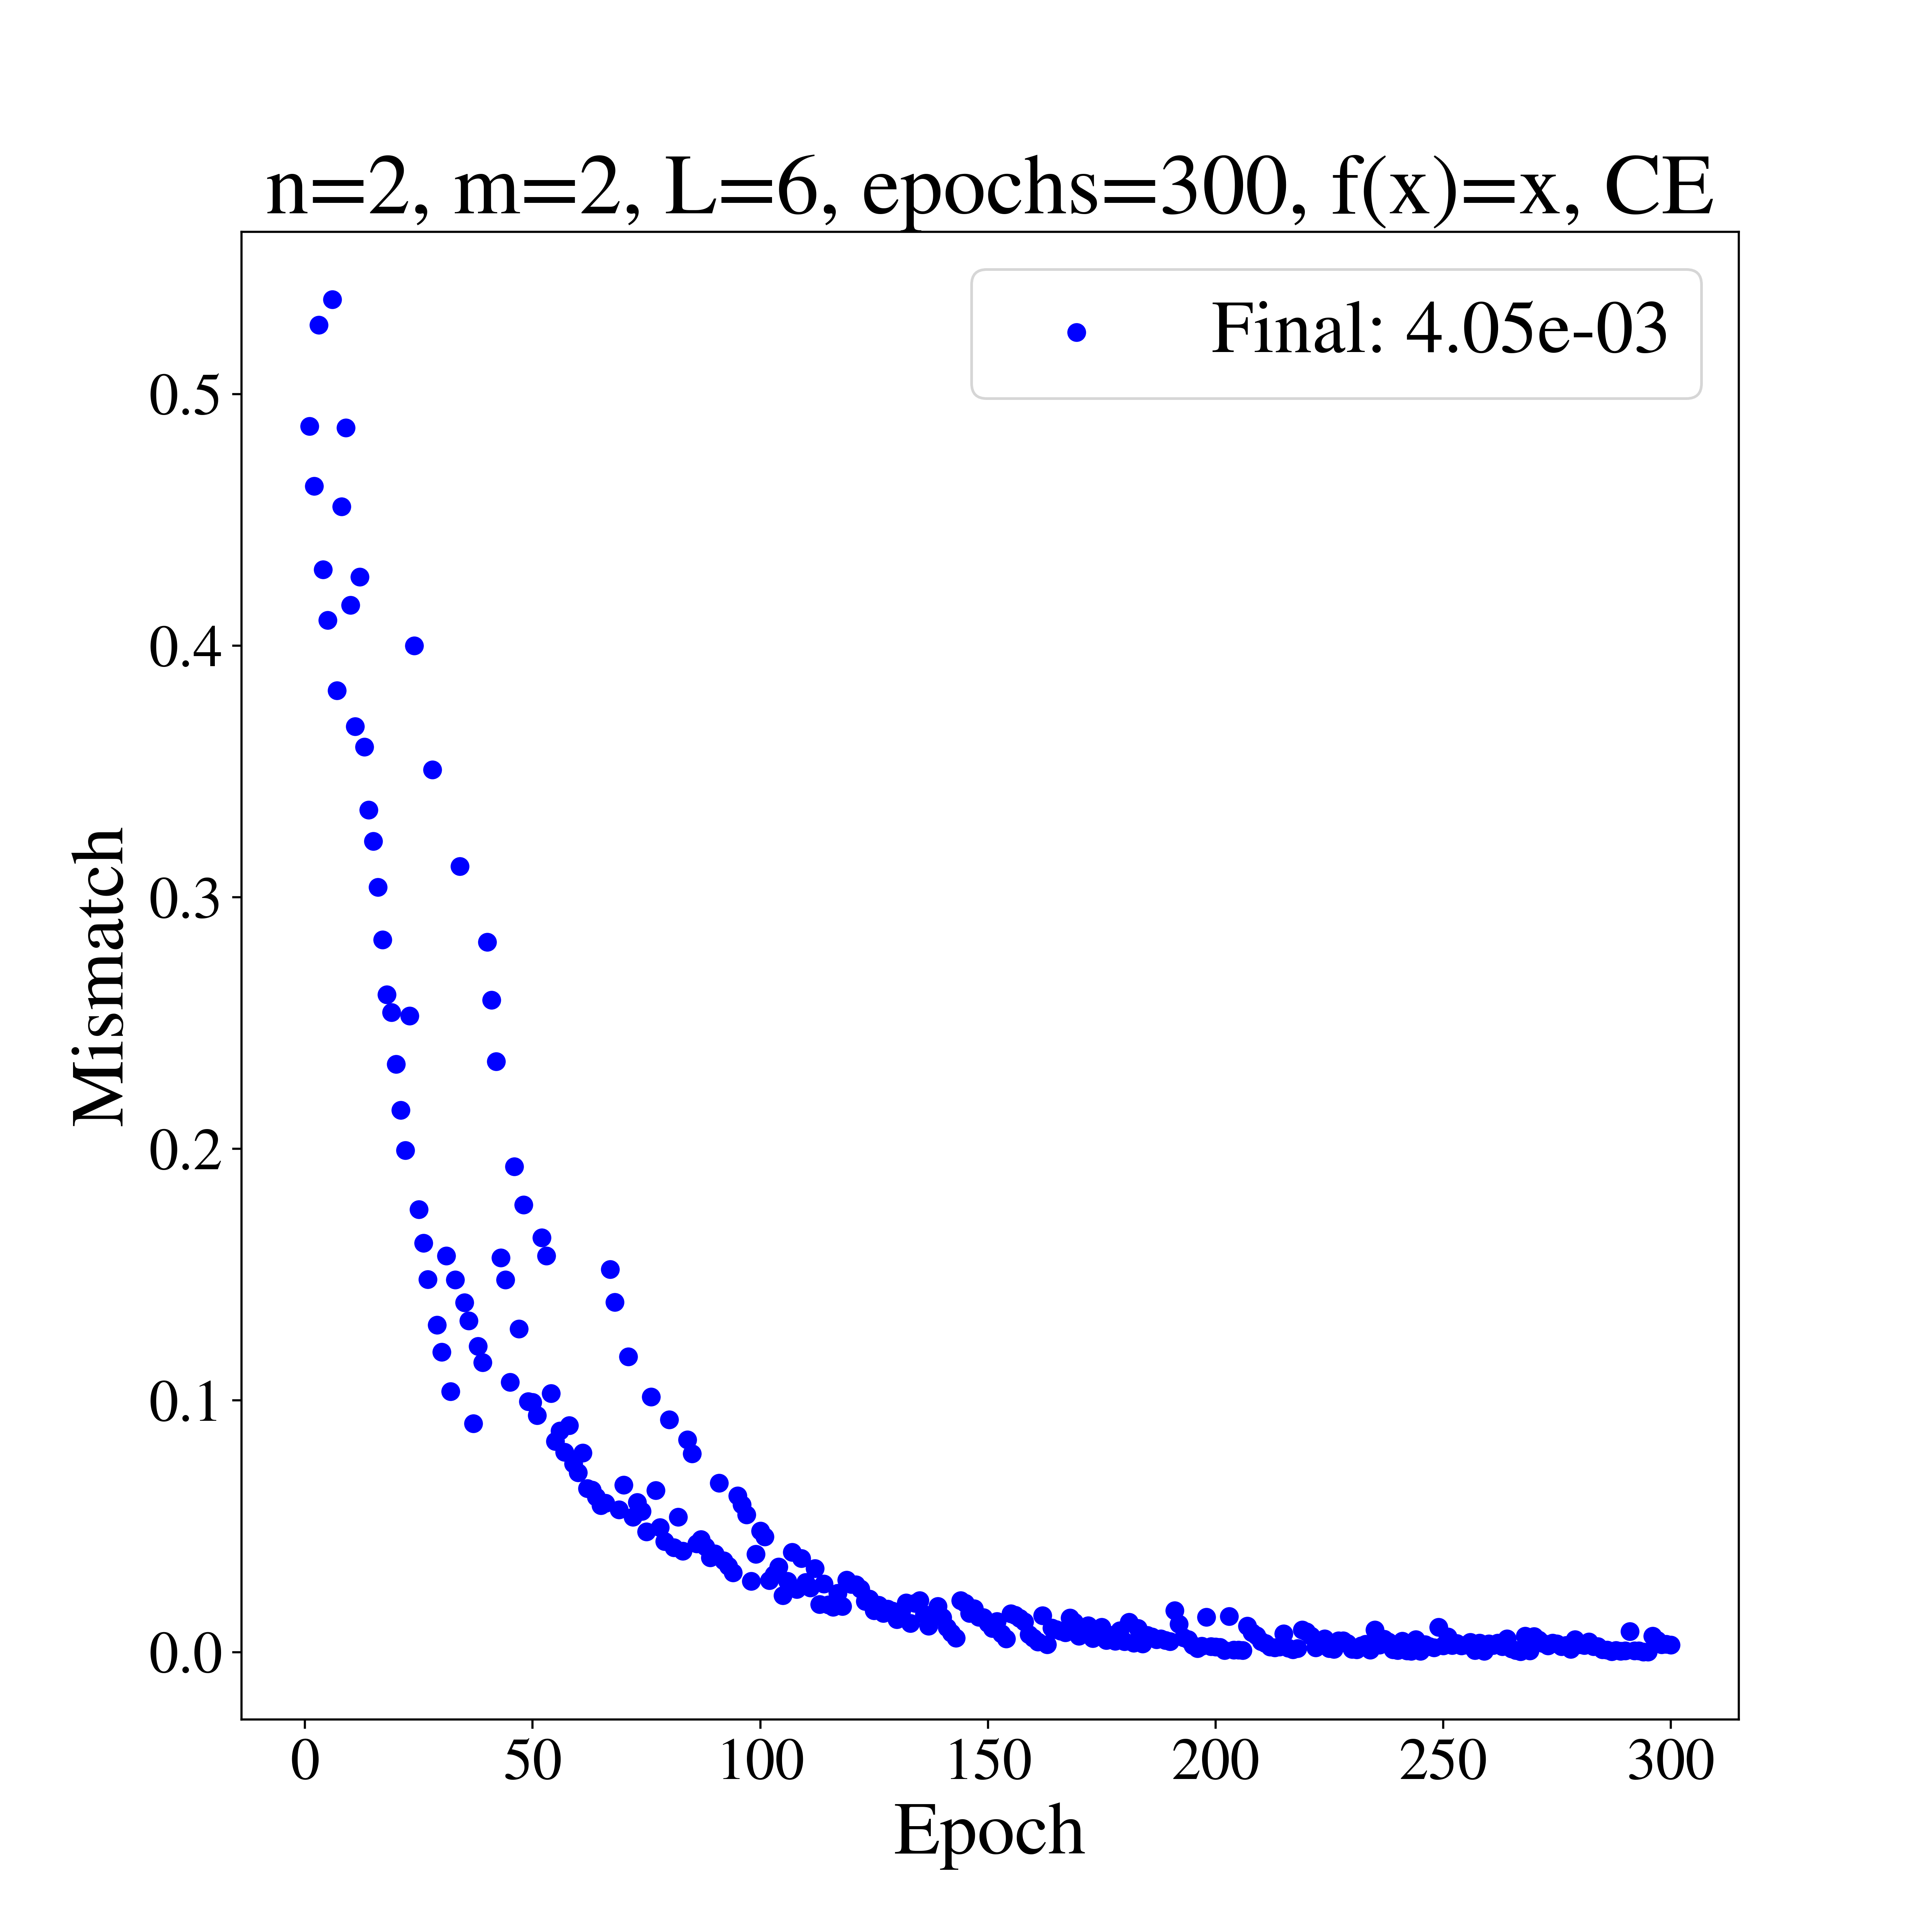 n=2, m=2, L=6, epochs=300, f(x)=x, CE
Final: 4.05e-03
Mismatch
0.5
0.4
0.3
0.2
0.1
0.0
0 50 100 150 200 250 300
Epoch